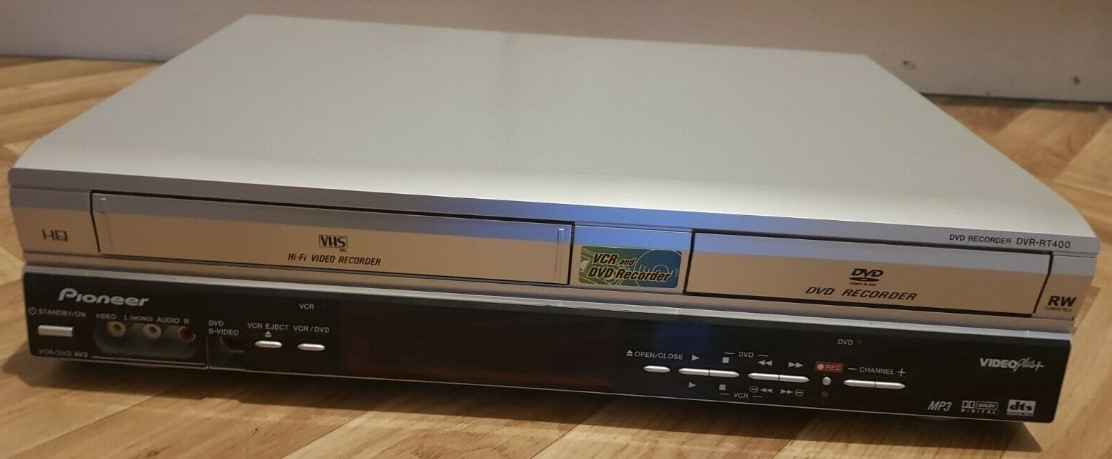 DVD RECORDER DVR-RT400
VHS
Hi-Fi VIDEO RECORDER
VCR and
DVD Recorder
DVD
DVD RECORDER
RW
Pioneer
STANDBY/ON
VIDEO L(MONO) AUDIO R
DVD
S-VIDEO
VCR
VCR EJECT VCR/DVD
VCR/DVD AV3
OPEN/CLOSE
DVD
VCR
DVD
REC
CHANNEL +
VIDEO Plus+
MP3
DOLBY
DIGITAL
dts